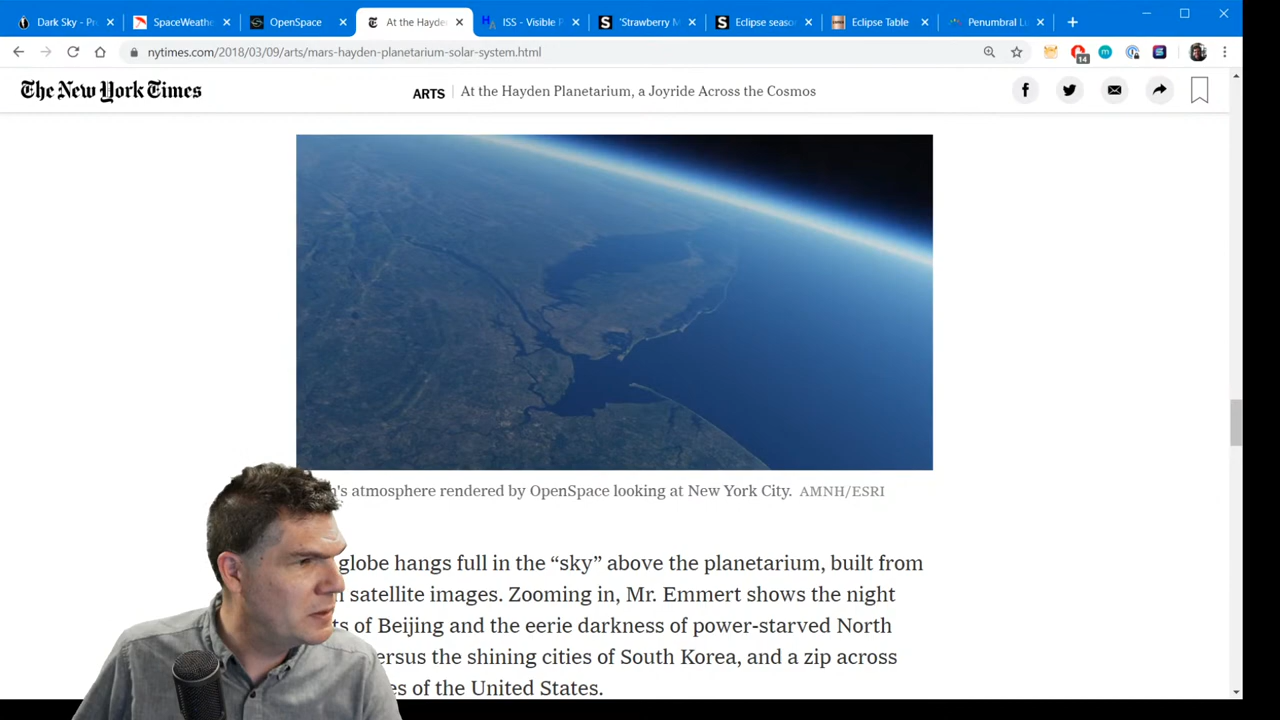 Dark Sky - Pr
SpaceWeath
OpenSpace
At the Hayde
ISS - Visible P
'Strawberry M
Eclipse seaso
Eclipse Table
Penumbral Lu
nytimes.com/2018/03/09/arts/mars-hayden-planetarium-solar-system.html
14
The New York Times
ARTS
At the Hayden Planetarium, a Joyride Across the Cosmos
's atmosphere rendered by OpenSpace looking at New York City. AMNH/ESRI
globe hangs full in the “sky” above the planetarium, built from
satellite images. Zooming in, Mr. Emmert shows the night
ts of Beijing and the eerie darkness of power-starved North
ersus the shining cities of South Korea, and a zip across
es of the United States.